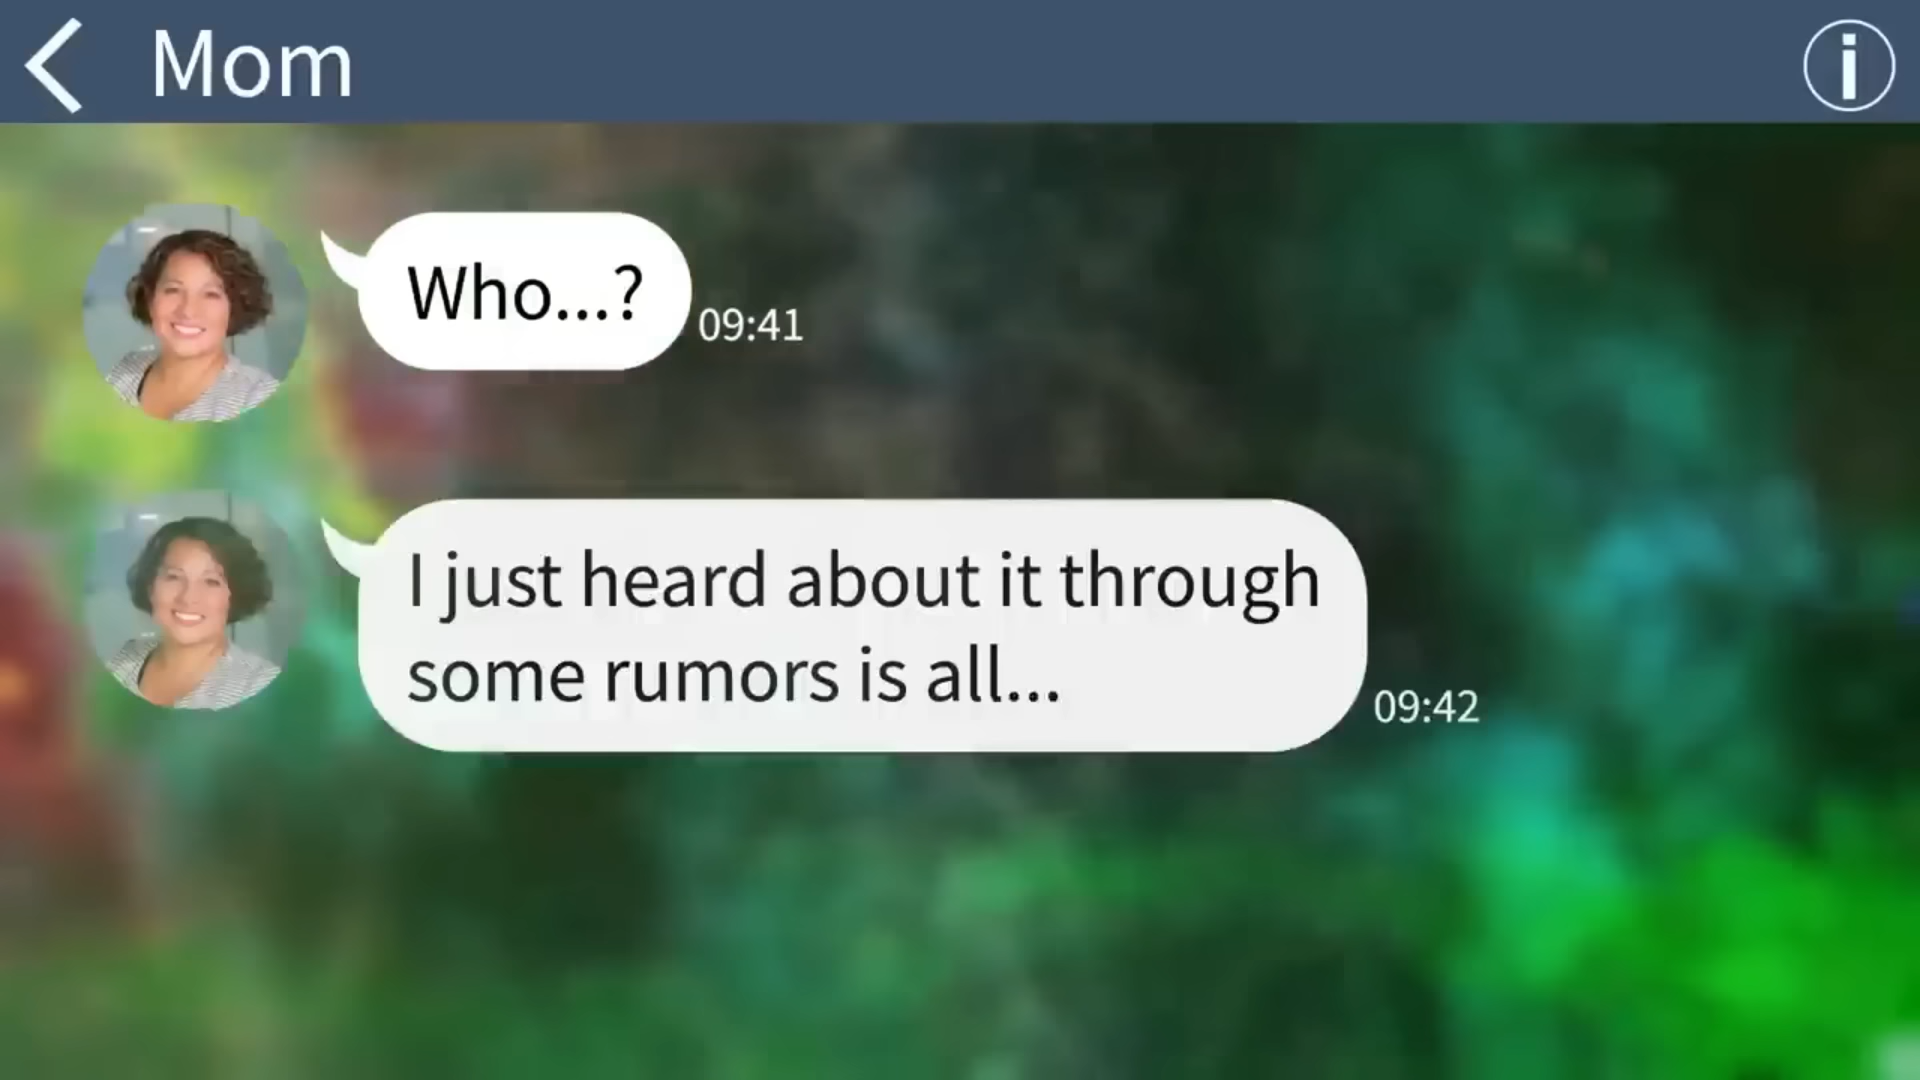 Mom
Who...?
09:41
I just heard about it through
some rumors is all...
09:42